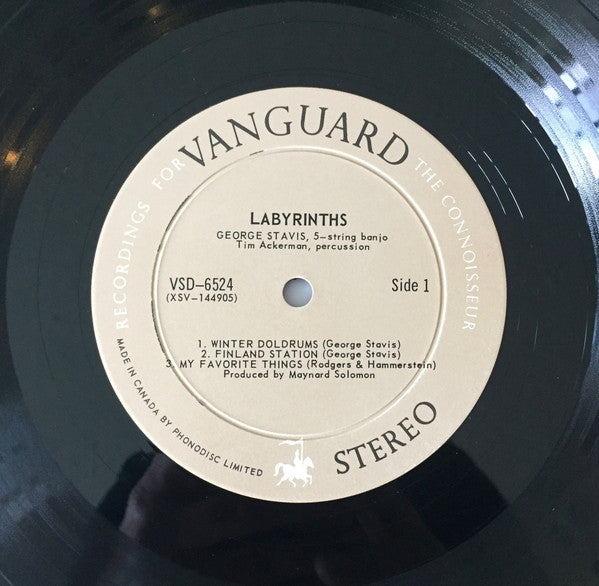 RECORDINGS FOR VANGUARD THE CONNOISSEUR
LABYRINTHS
GEORGE STAVIS, 5-string banjo
Tim Ackerman, percussion
VSD-6524
(XSV-144905)
Side 1
1. WINTER DOLDRUMS (George Stavis)
2. FINLAND STATION (George Stavis)
3. MY FAVORITE THINGS (Rodgers & Hammerstein)
Produced by Maynard Solomon
MADE IN CANADA BY PHONODISC LIMITED
STEREO